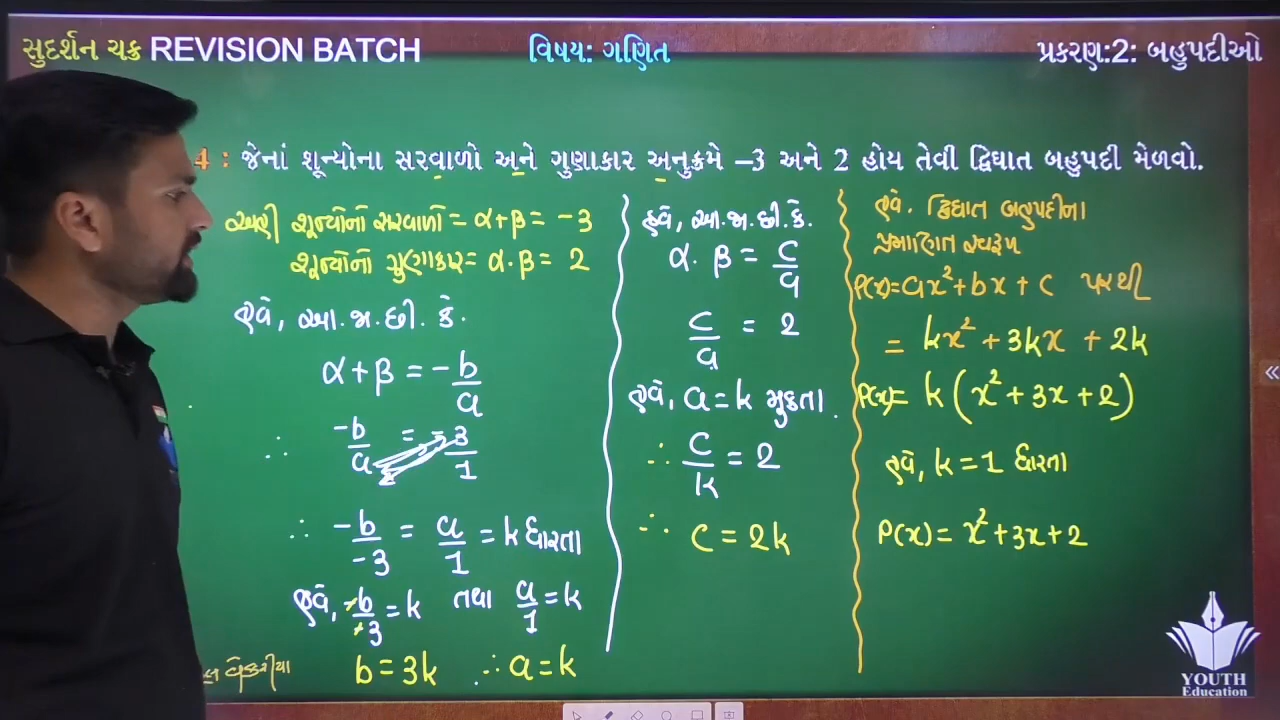 સુદર્શન ચક્ર REVISION BATCH
વિષય: ગણિત
પ્રકરણ:2: બહુપદીઓ
4 : જેનાં શૂન્યોના સરવાળો અને ગુણાકાર અનુક્રમે –3 અને 2 હોય તેવી દ્વિઘાત બહુપદી મેળવો.
અહી શૂન્યોનો સરવાળો = α+β = -3
શૂન્યોનો ગુણાકાર = α·β = 2
હવે, આ.જા.છી. કે.
α+β = -b/a
∴ -b/a = -3/1
∴ -b/-3 = a/1 = k ધારતા
હવે, -b/-3 = k તથા a/1 = k
b = 3k ∴ a = k
હવે, આ.જા.છી કે.
α·β = c/a
c/a = 2
હવે, a = k મુકતા.
∴ c/k = 2
∴ c = 2k
હવે. દ્વિઘાત બહુપદીના
પ્રમાણિત સ્વરૂપ
P(x) = ax²+bx+c પરથી
= kx² + 3kx + 2k
P(x) = k(x²+3x+2)
હવે, k = 1 ધારતા
P(x) = x²+3x+2
YOUTH
Education